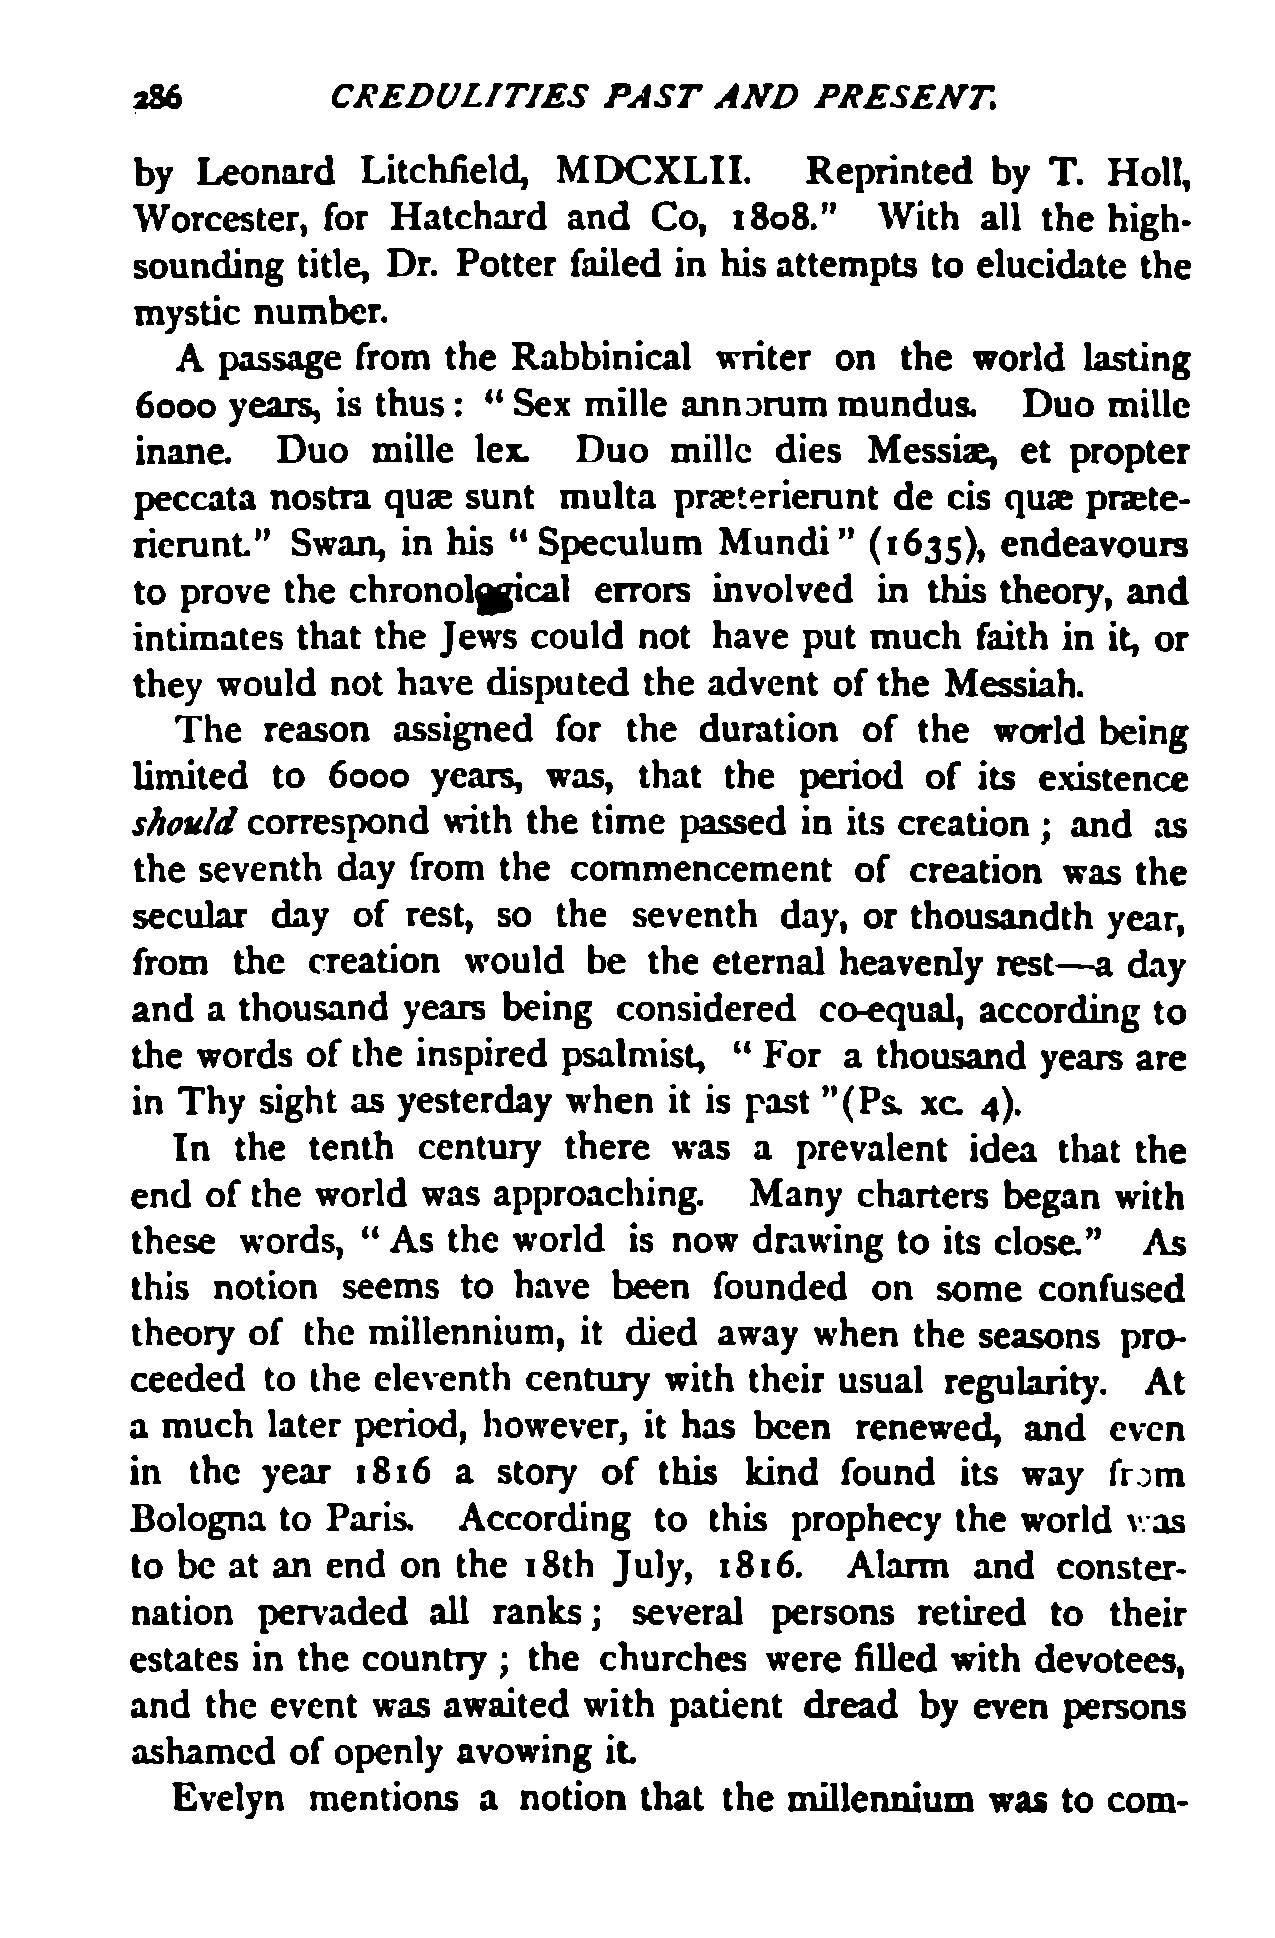 286 CREDULITIES PAST AND PRESENT.
by Leonard Litchfield, MDCXLII. Reprinted by T. Holl,
Worcester, for Hatchard and Co, 1808." With all the high-
sounding title, Dr. Potter failed in his attempts to elucidate the
mystic number.
A passage from the Rabbinical writer on the world lasting
6000 years, is thus: "Sex mille annorum mundus. Duo mille
inane. Duo mille lex. Duo mille dies Messiæ, et propter
peccata nostra quæ sunt multa præterierunt de cis quæ præte-
rierunt." Swan, in his "Speculum Mundi" (1635), endeavours
to prove the chronological errors involved in this theory, and
intimates that the Jews could not have put much faith in it, or
they would not have disputed the advent of the Messiah.
The reason assigned for the duration of the world being
limited to 6000 years, was, that the period of its existence
should correspond with the time passed in its creation; and as
the seventh day from the commencement of creation was the
secular day of rest, so the seventh day, or thousandth year,
from the creation would be the eternal heavenly rest—a day
and a thousand years being considered co-equal, according to
the words of the inspired psalmist, "For a thousand years are
in Thy sight as yesterday when it is past"(Ps. xc. 4).
In the tenth century there was a prevalent idea that the
end of the world was approaching. Many charters began with
these words, "As the world is now drawing to its close." As
this notion seems to have been founded on some confused
theory of the millennium, it died away when the seasons pro-
ceeded to the eleventh century with their usual regularity. At
a much later period, however, it has been renewed, and even
in the year 1816 a story of this kind found its way from
Bologna to Paris. According to this prophecy the world was
to be at an end on the 18th July, 1816. Alarm and conster-
nation pervaded all ranks; several persons retired to their
estates in the country; the churches were filled with devotees,
and the event was awaited with patient dread by even persons
ashamed of openly avowing it.
Evelyn mentions a notion that the millennium was to com-